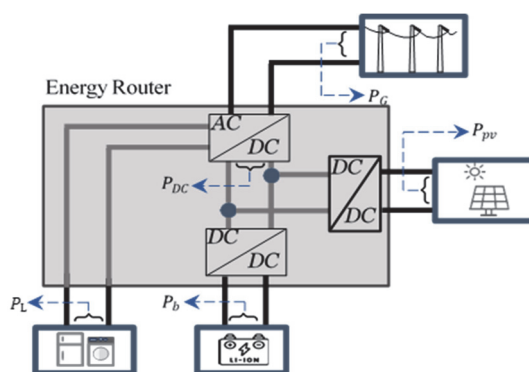 Energy Router
P_G
AC
DC
P_pv
P_DC
DC
DC
DC
DC
P_L
P_b
LI-ION